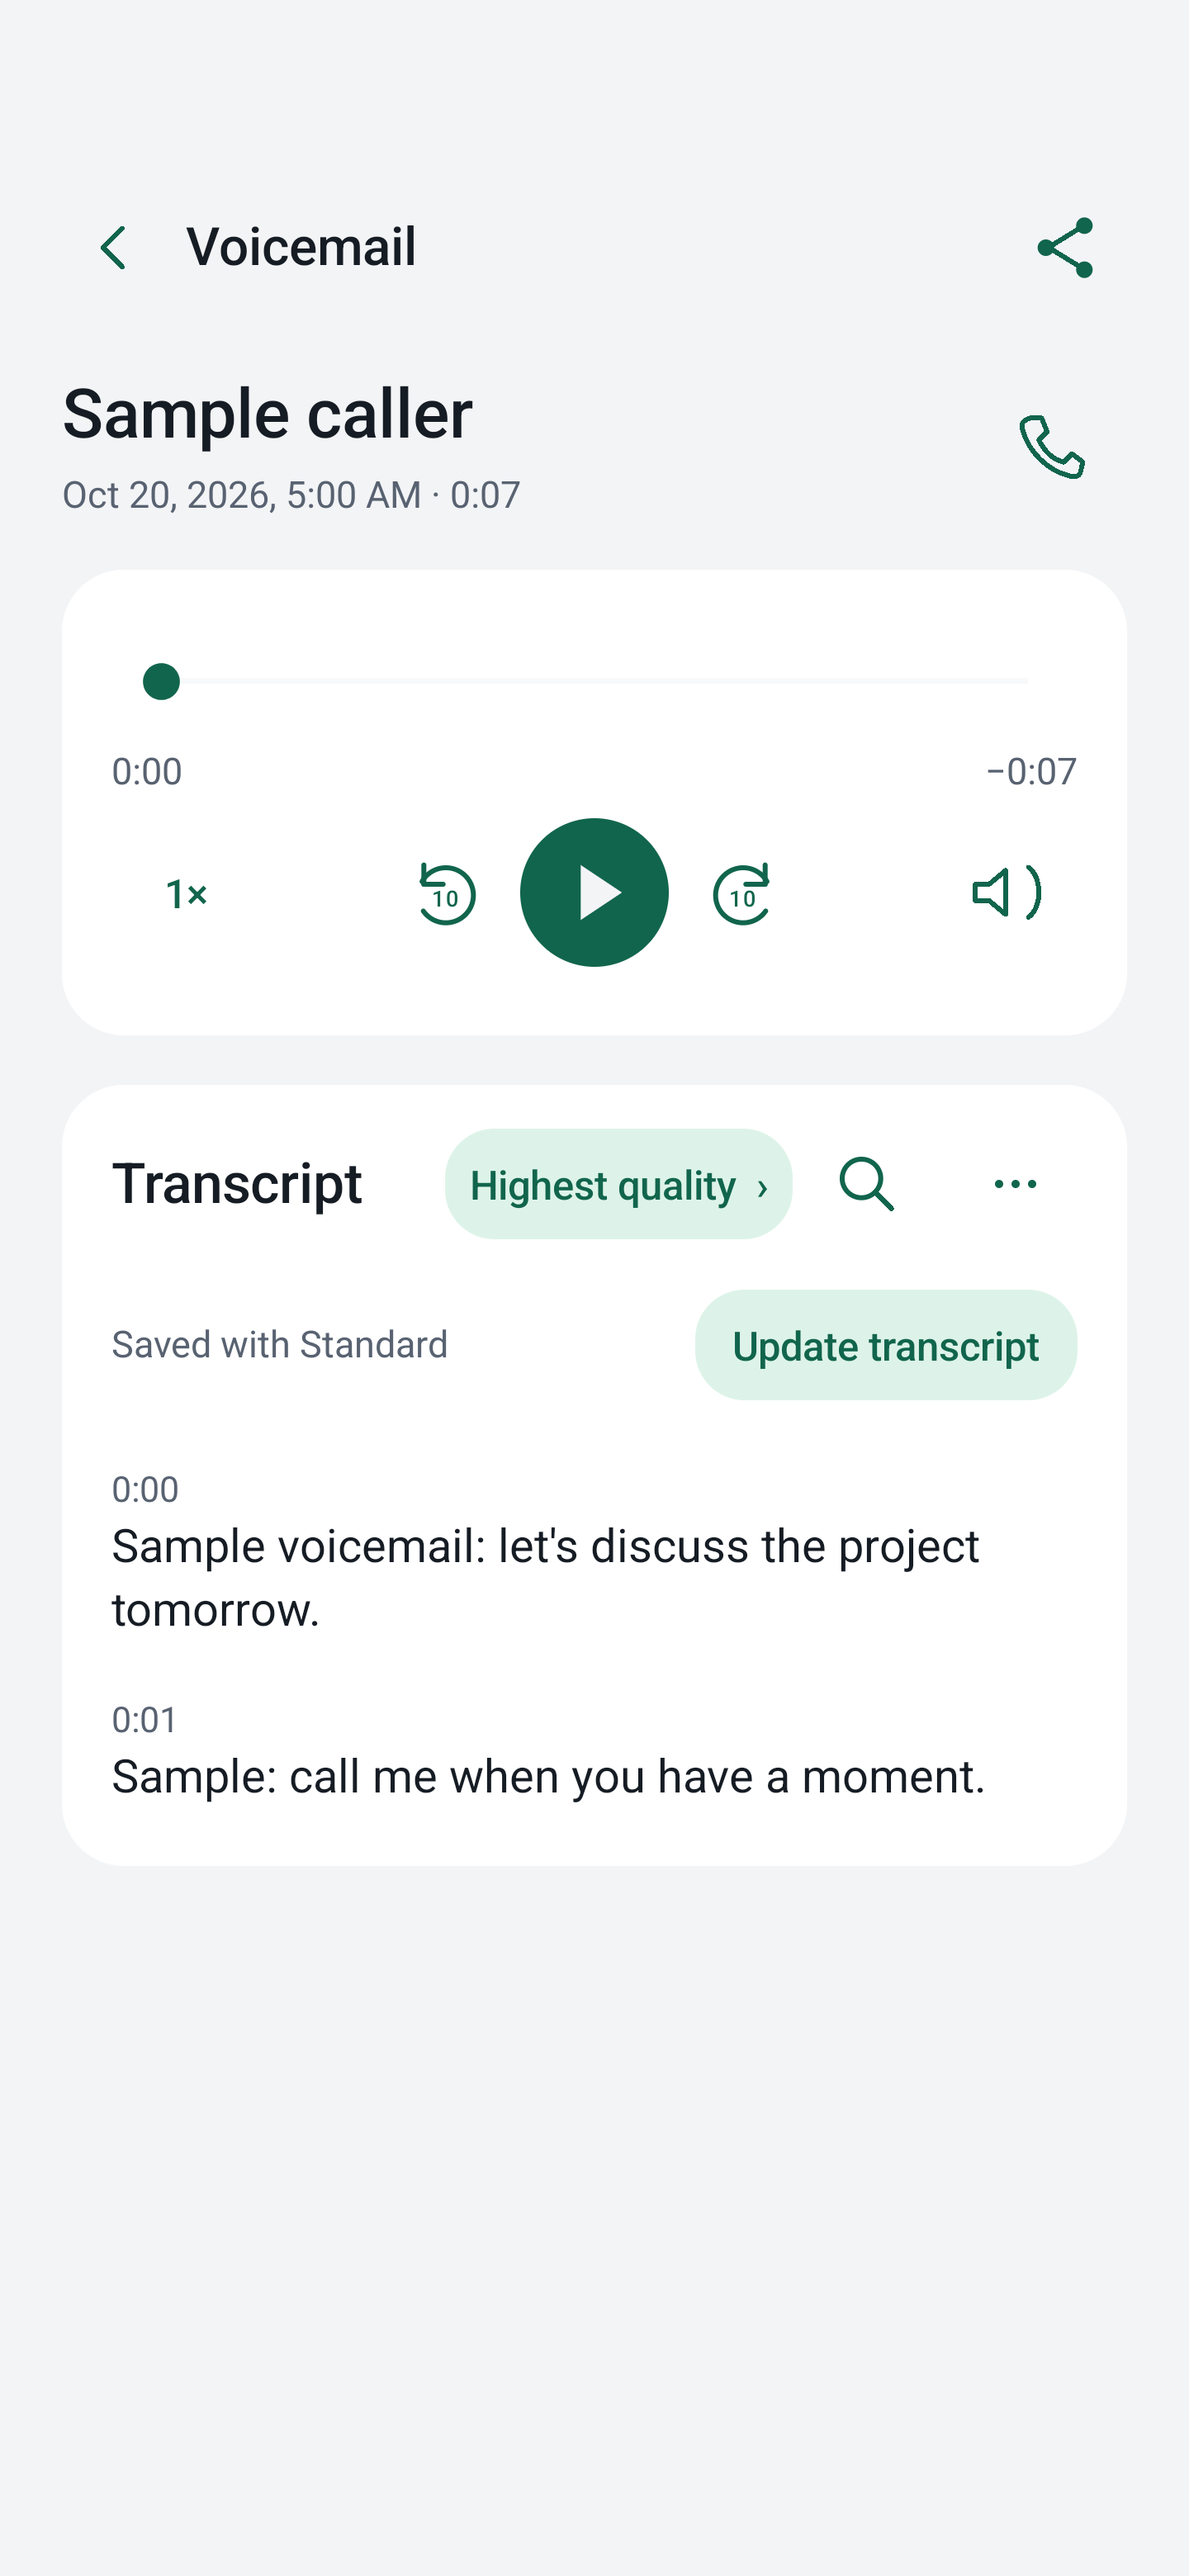 Voicemail
Sample caller
Oct 20, 2026, 5:00 AM · 0:07
0:00
−0:07
1×
10
10
Transcript
Highest quality ›
Saved with Standard
Update transcript
0:00
Sample voicemail: let's discuss the project
tomorrow.
0:01
Sample: call me when you have a moment.